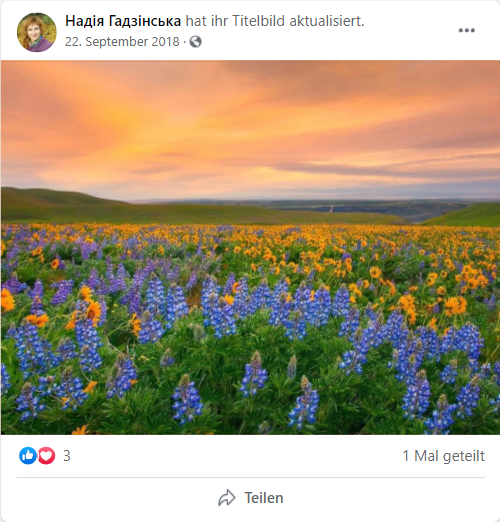 Надія Гадзінська hat ihr Titelbild aktualisiert.
22. September 2018 ·
3
1 Mal geteilt
Teilen